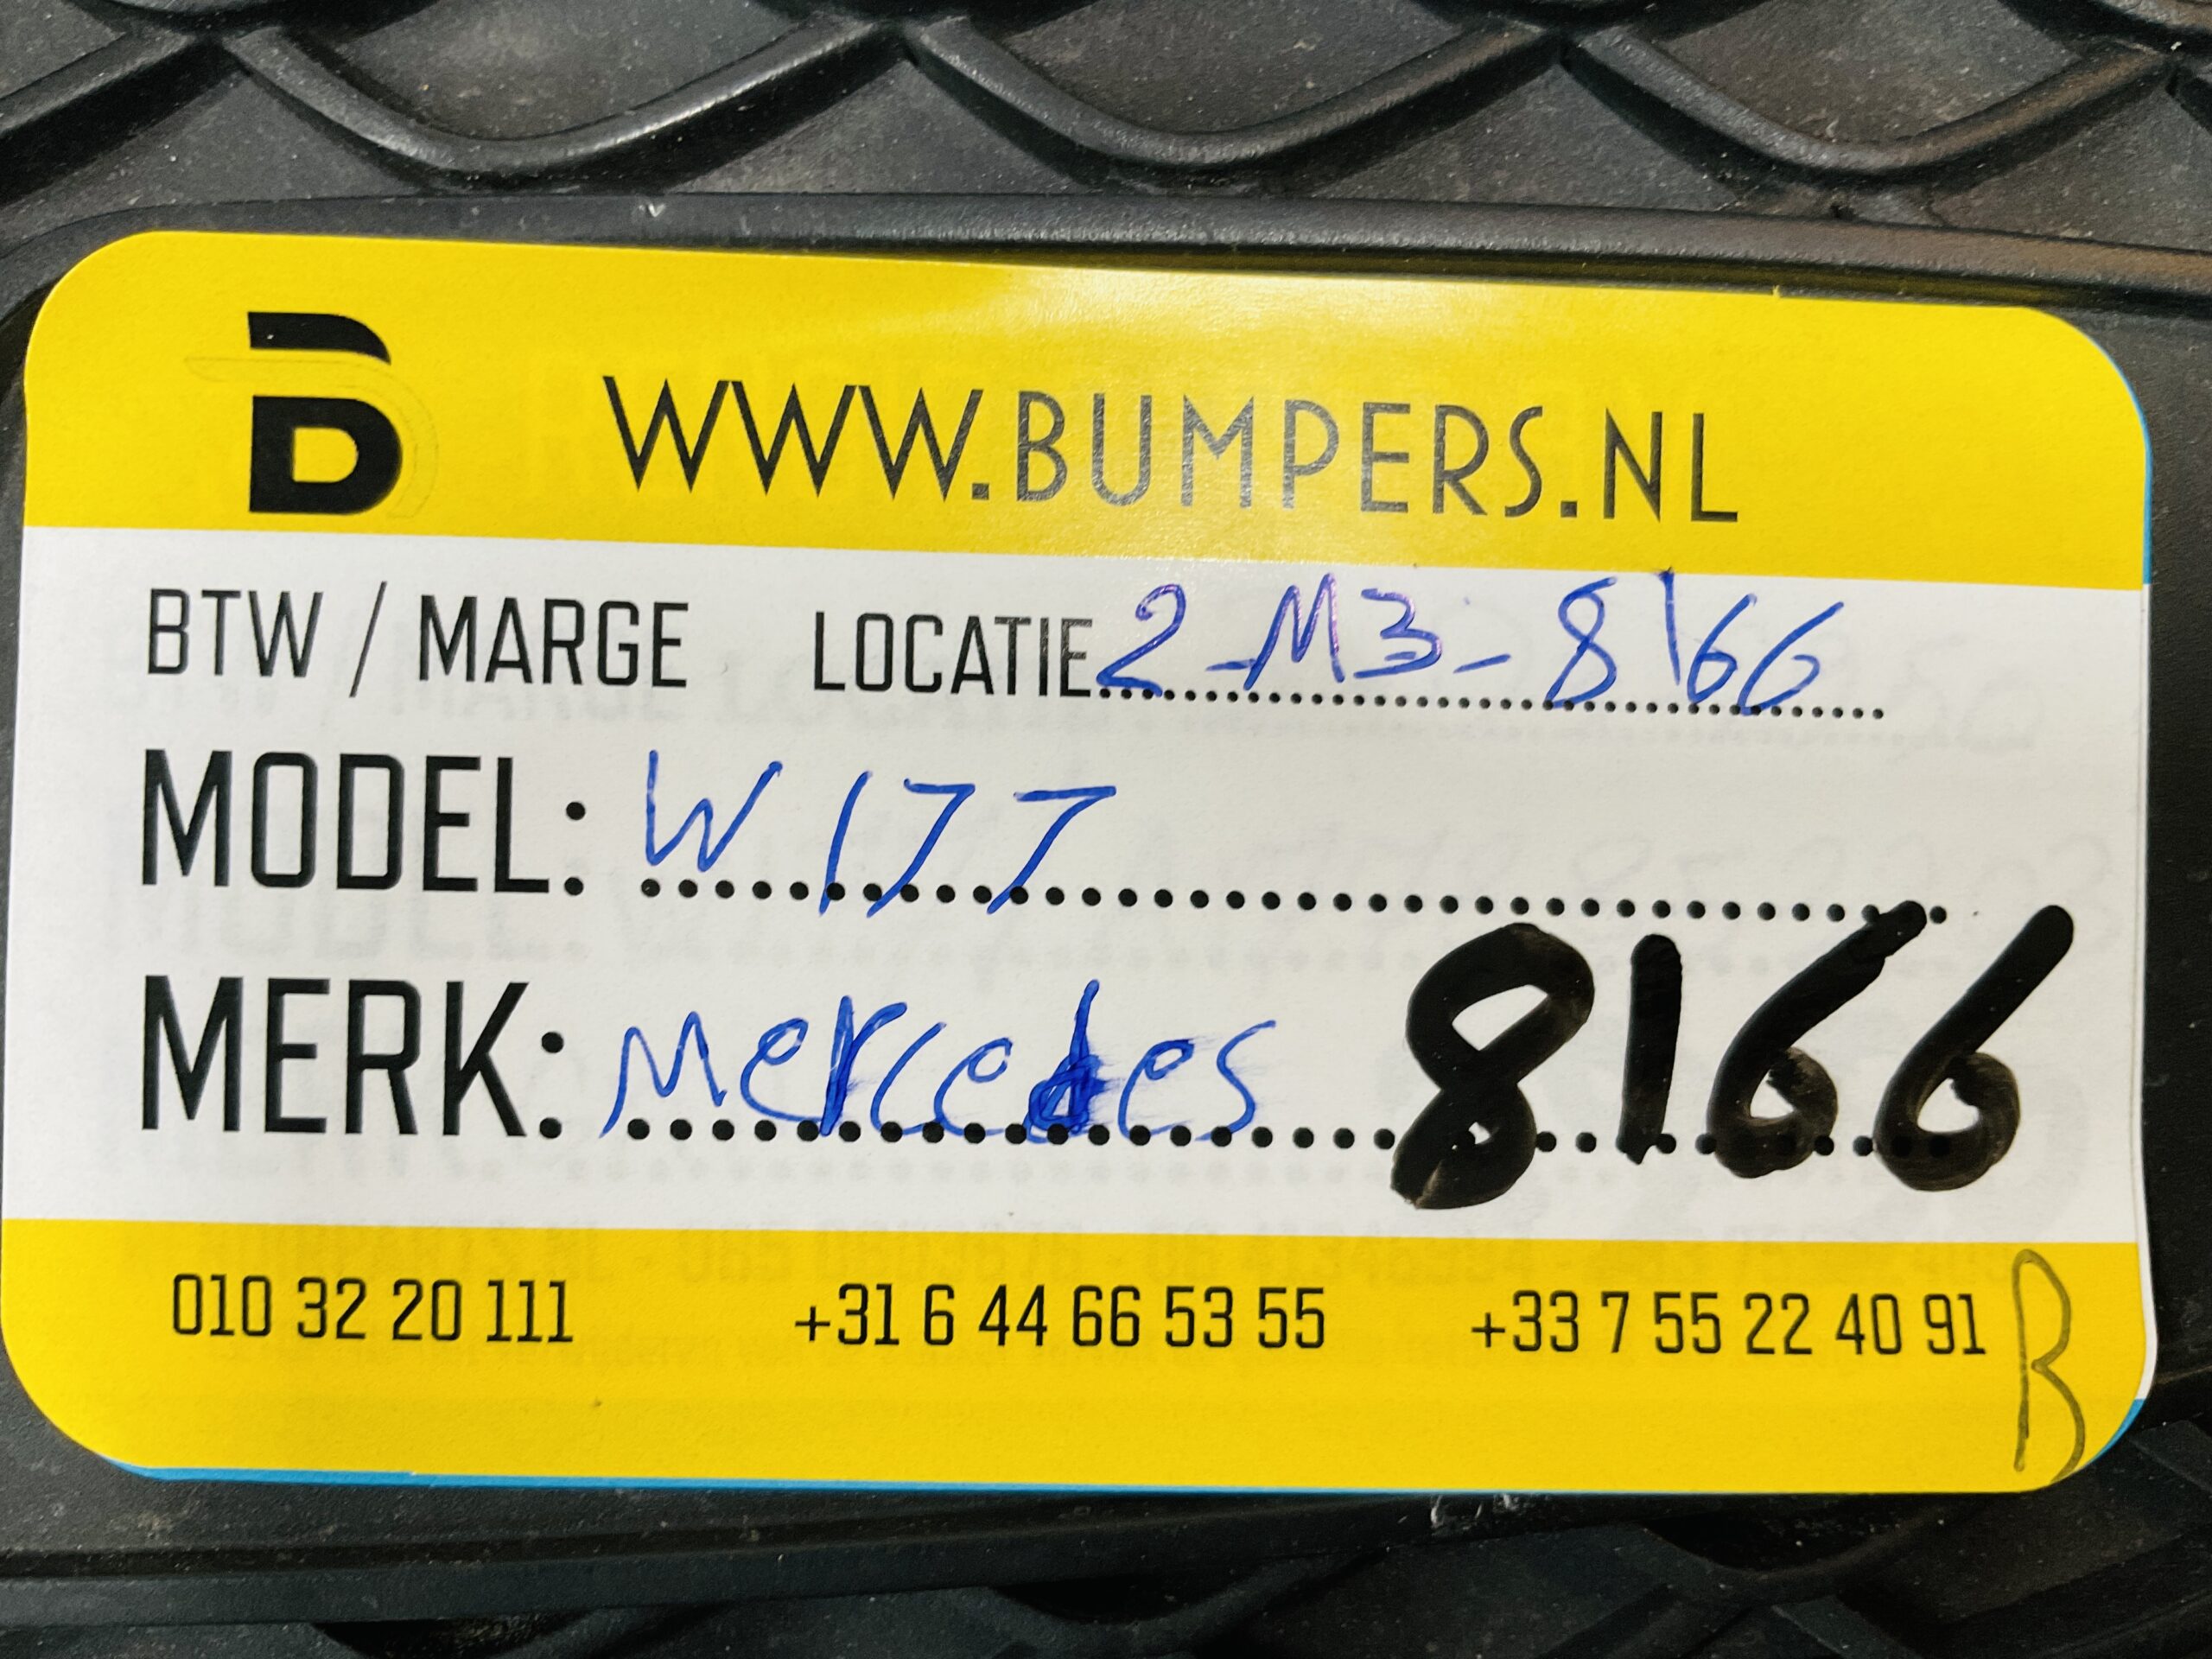 B WWW.BUMPERS.NL
BTW / MARGE LOCATIE 2-M3-8166
MODEL: W177
MERK: Mercedes 8166
010 32 20 111 +31 6 44 66 53 55 +33 7 55 22 40 91 B